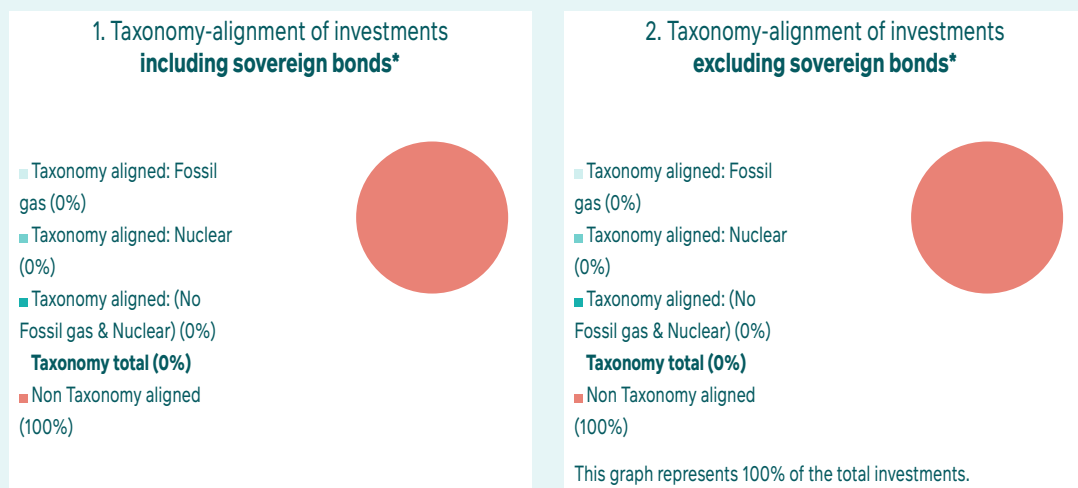 1. Taxonomy-alignment of investments
including sovereign bonds*
Taxonomy aligned: Fossil
gas (0%)
Taxonomy aligned: Nuclear
(0%)
Taxonomy aligned: (No
Fossil gas & Nuclear) (0%)
Taxonomy total (0%)
Non Taxonomy aligned
(100%)
2. Taxonomy-alignment of investments
excluding sovereign bonds*
Taxonomy aligned: Fossil
gas (0%)
Taxonomy aligned: Nuclear
(0%)
Taxonomy aligned: (No
Fossil gas & Nuclear) (0%)
Taxonomy total (0%)
Non Taxonomy aligned
(100%)
This graph represents 100% of the total investments.